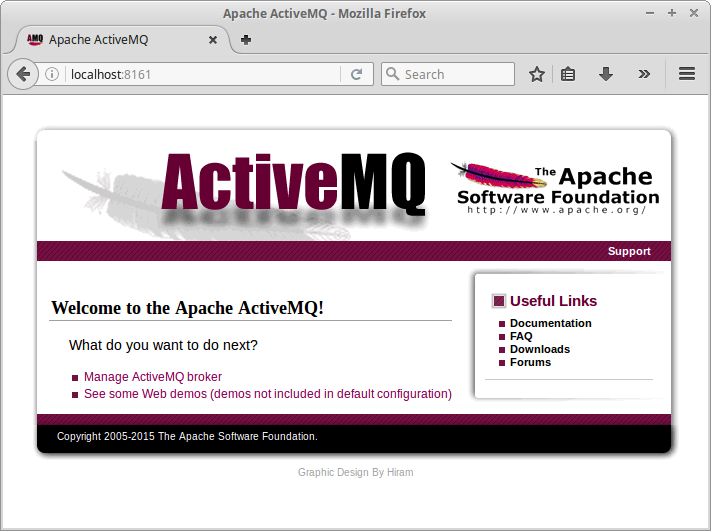 Apache ActiveMQ - Mozilla Firefox
AMQ Apache ActiveMQ
localhost:8161
Search
ActiveMQ
The Apache
Software Foundation
http://www.apache.org/
Support
Welcome to the Apache ActiveMQ!
What do you want to do next?
Manage ActiveMQ broker
See some Web demos (demos not included in default configuration)
Useful Links
Documentation
FAQ
Downloads
Forums
Copyright 2005-2015 The Apache Software Foundation.
Graphic Design By Hiram